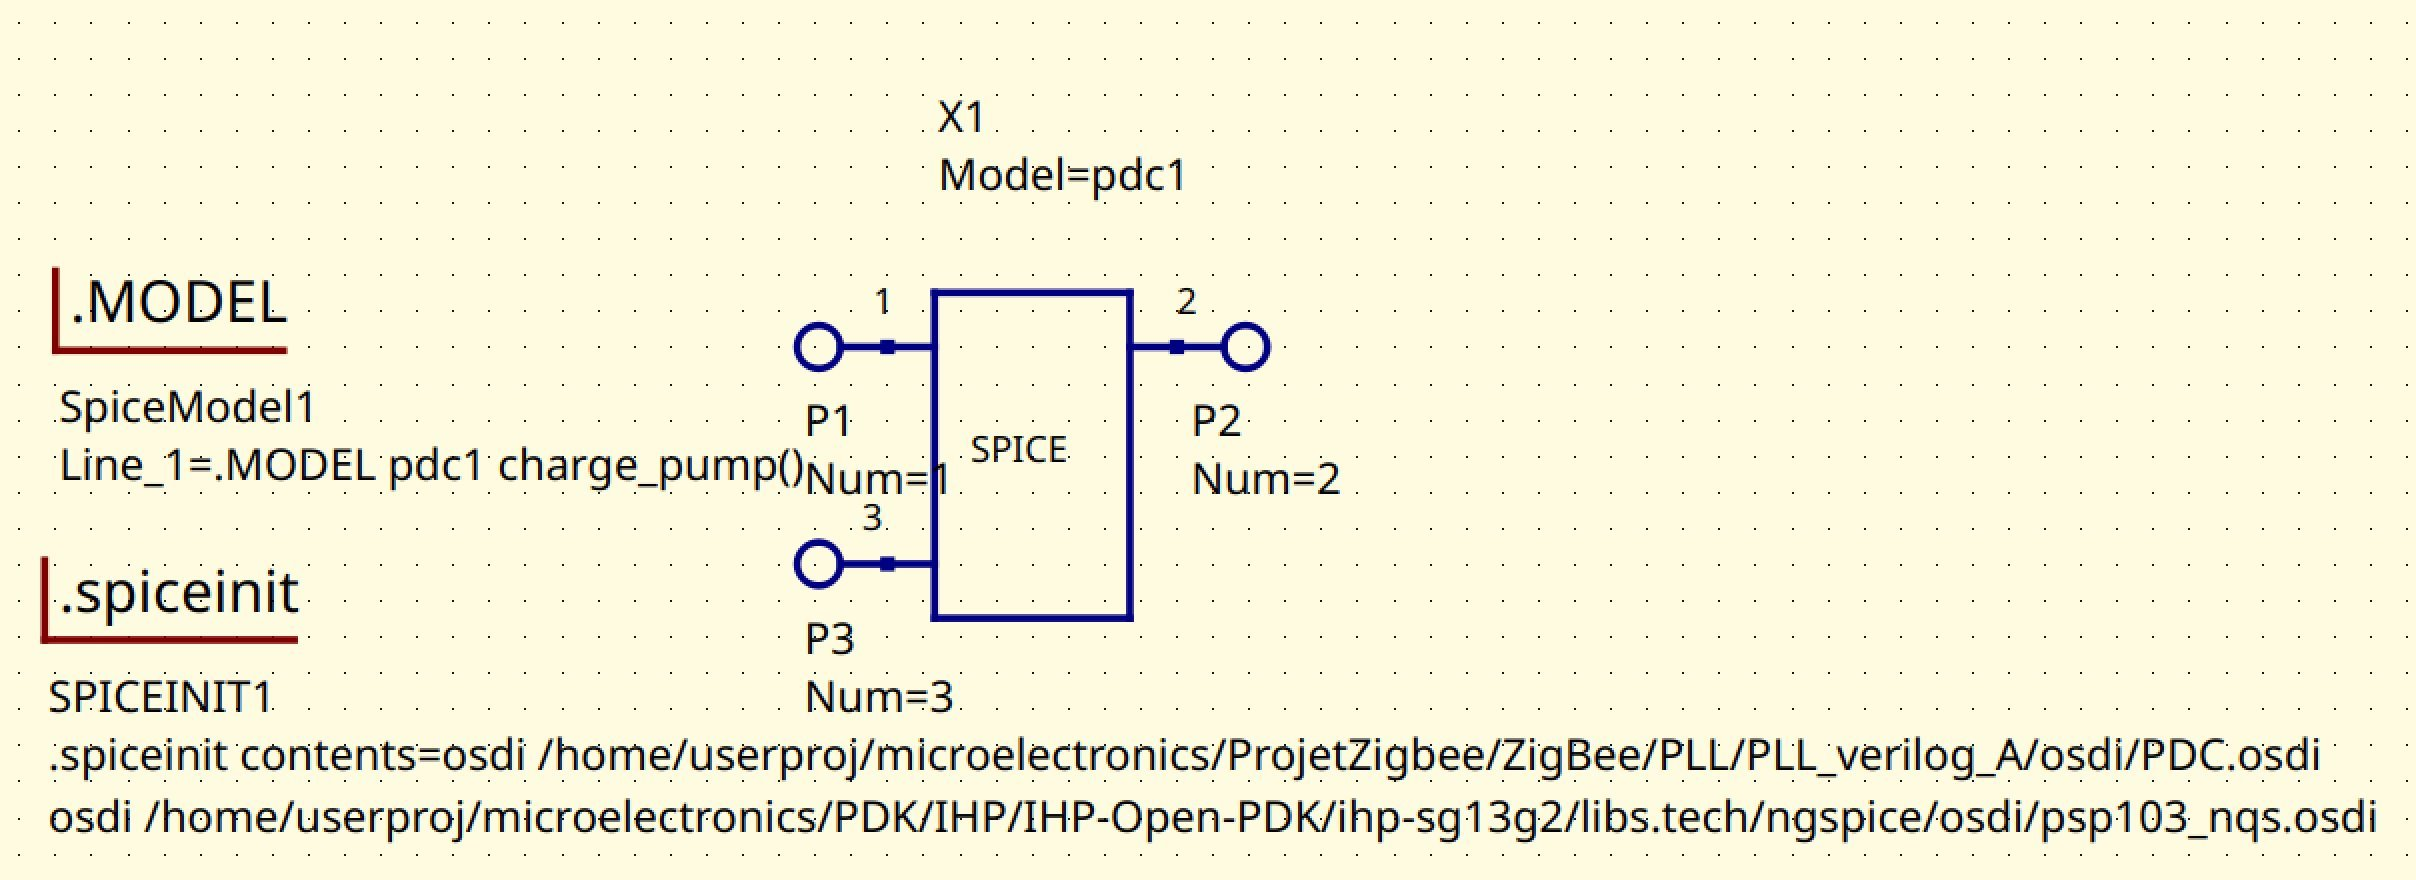 X1
Model=pdc1
.MODEL
SpiceModel1
Line_1=.MODEL pdc1 charge_pump()
1
2
P1
Num=1
SPICE
P2
Num=2
3
P3
Num=3
.spiceinit
SPICEINIT1
.spiceinit contents=osdi /home/userproj/microelectronics/ProjetZigbee/ZigBee/PLL/PLL_verilog_A/osdi/PDC.osdi
osdi /home/userproj/microelectronics/PDK/IHP/IHP-Open-PDK/ihp-sg13g2/libs.tech/ngspice/osdi/psp103_nqs.osdi